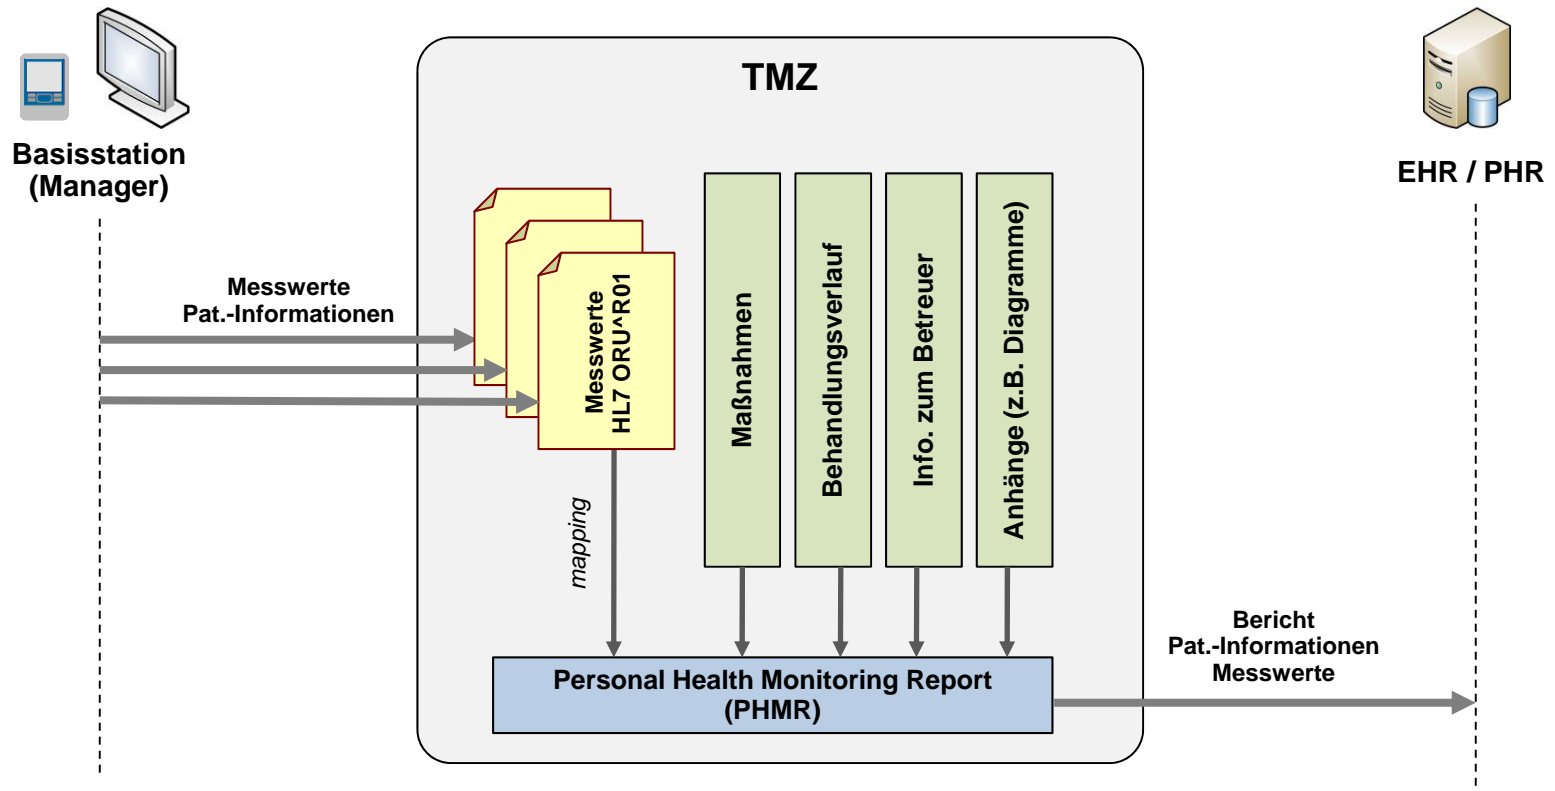 TMZ
Basisstation
(Manager)
EHR / PHR
Messwerte
Pat.-Informationen
Messwerte
HL7 ORU^R01
Maßnahmen
Behandlungsverlauf
Info. zum Betreuer
Anhänge (z.B. Diagramme)
mapping
Personal Health Monitoring Report
(PHMR)
Bericht
Pat.-Informationen
Messwerte